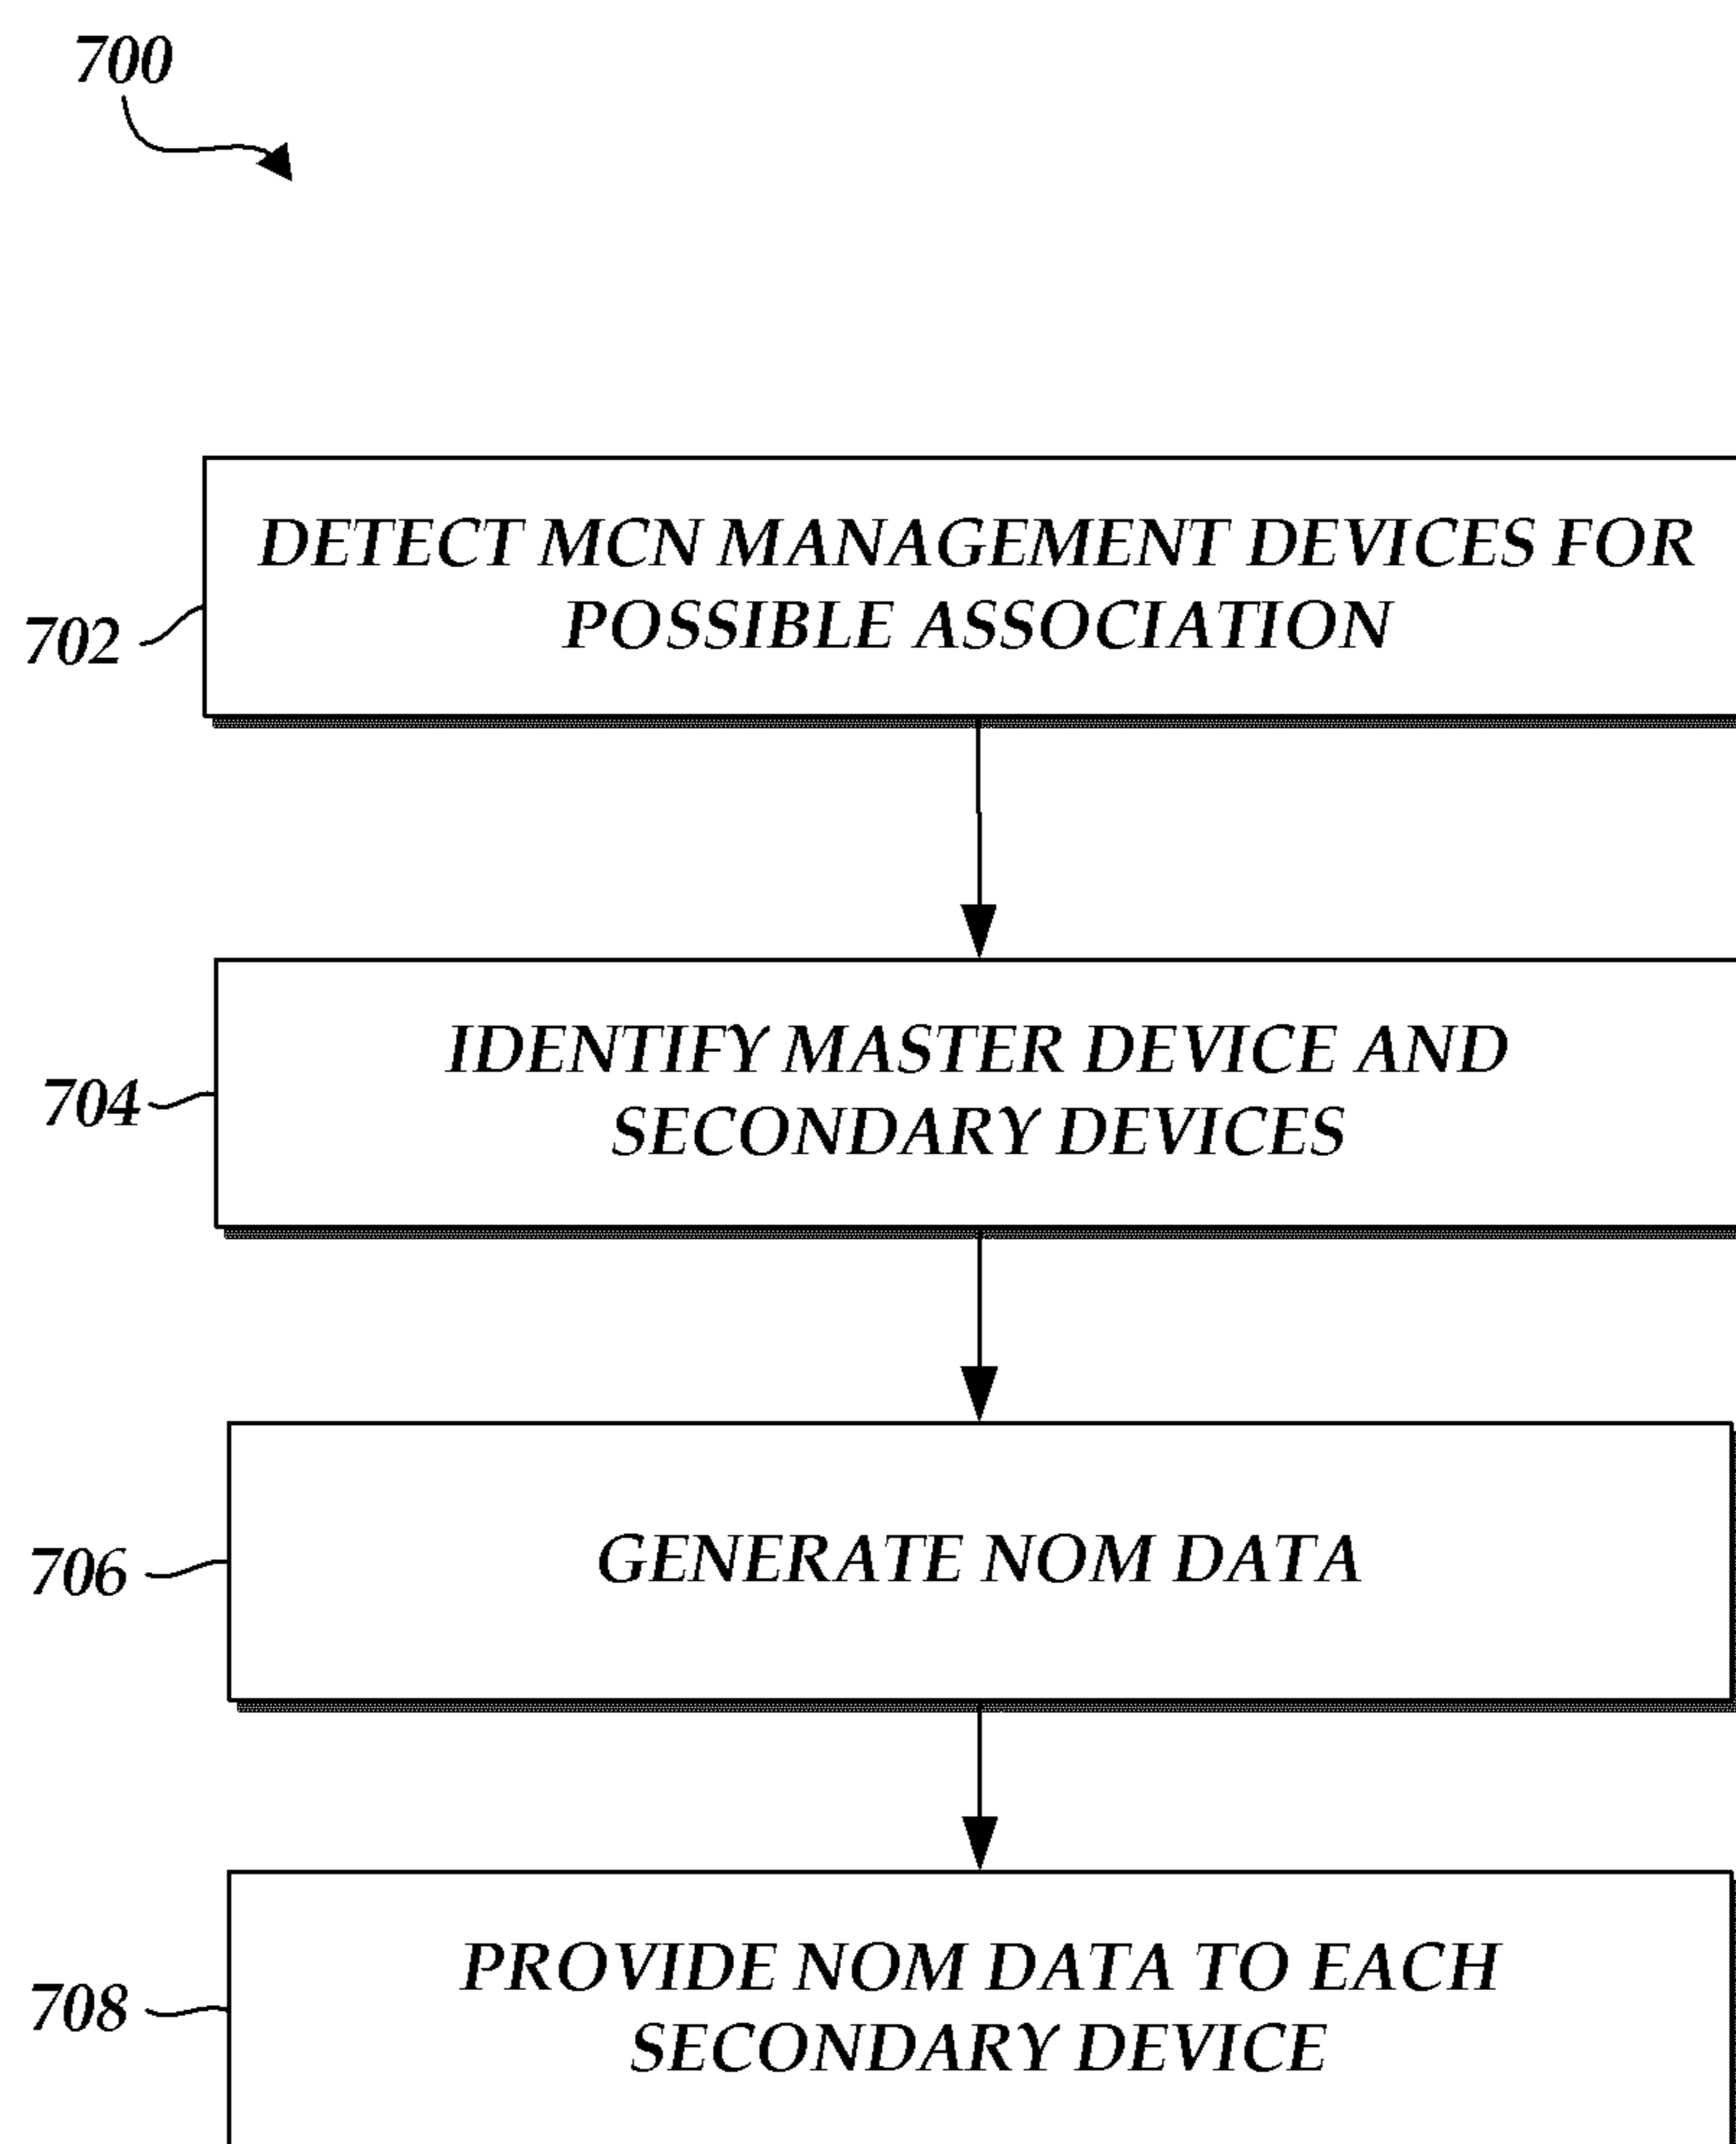 700
DETECT MCN MANAGEMENT DEVICES FOR
POSSIBLE ASSOCIATION
702
IDENTIFY MASTER DEVICE AND
SECONDARY DEVICES
704
GENERATE NOM DATA
706
PROVIDE NOM DATA TO EACH
SECONDARY DEVICE
708